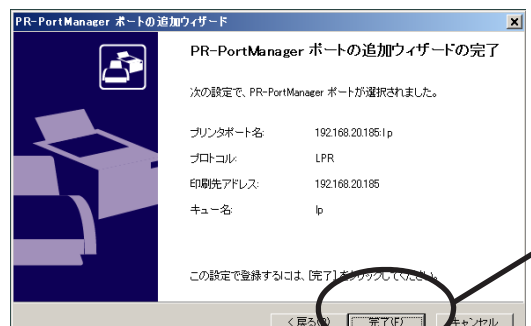 PR-PortManager ポートの追加ウィザード
PR-PortManager ポートの追加ウィザードの完了
次の設定で、PR-PortManager ポートが選択されました。
プリンタポート名: 192.168.20.185:lp
プロトコル: LPR
印刷先アドレス: 192.168.20.185
キュー名: lp
この設定で登録するには、[完了]をクリックしてください。
< 戻る(B) 完了(F) キャンセル